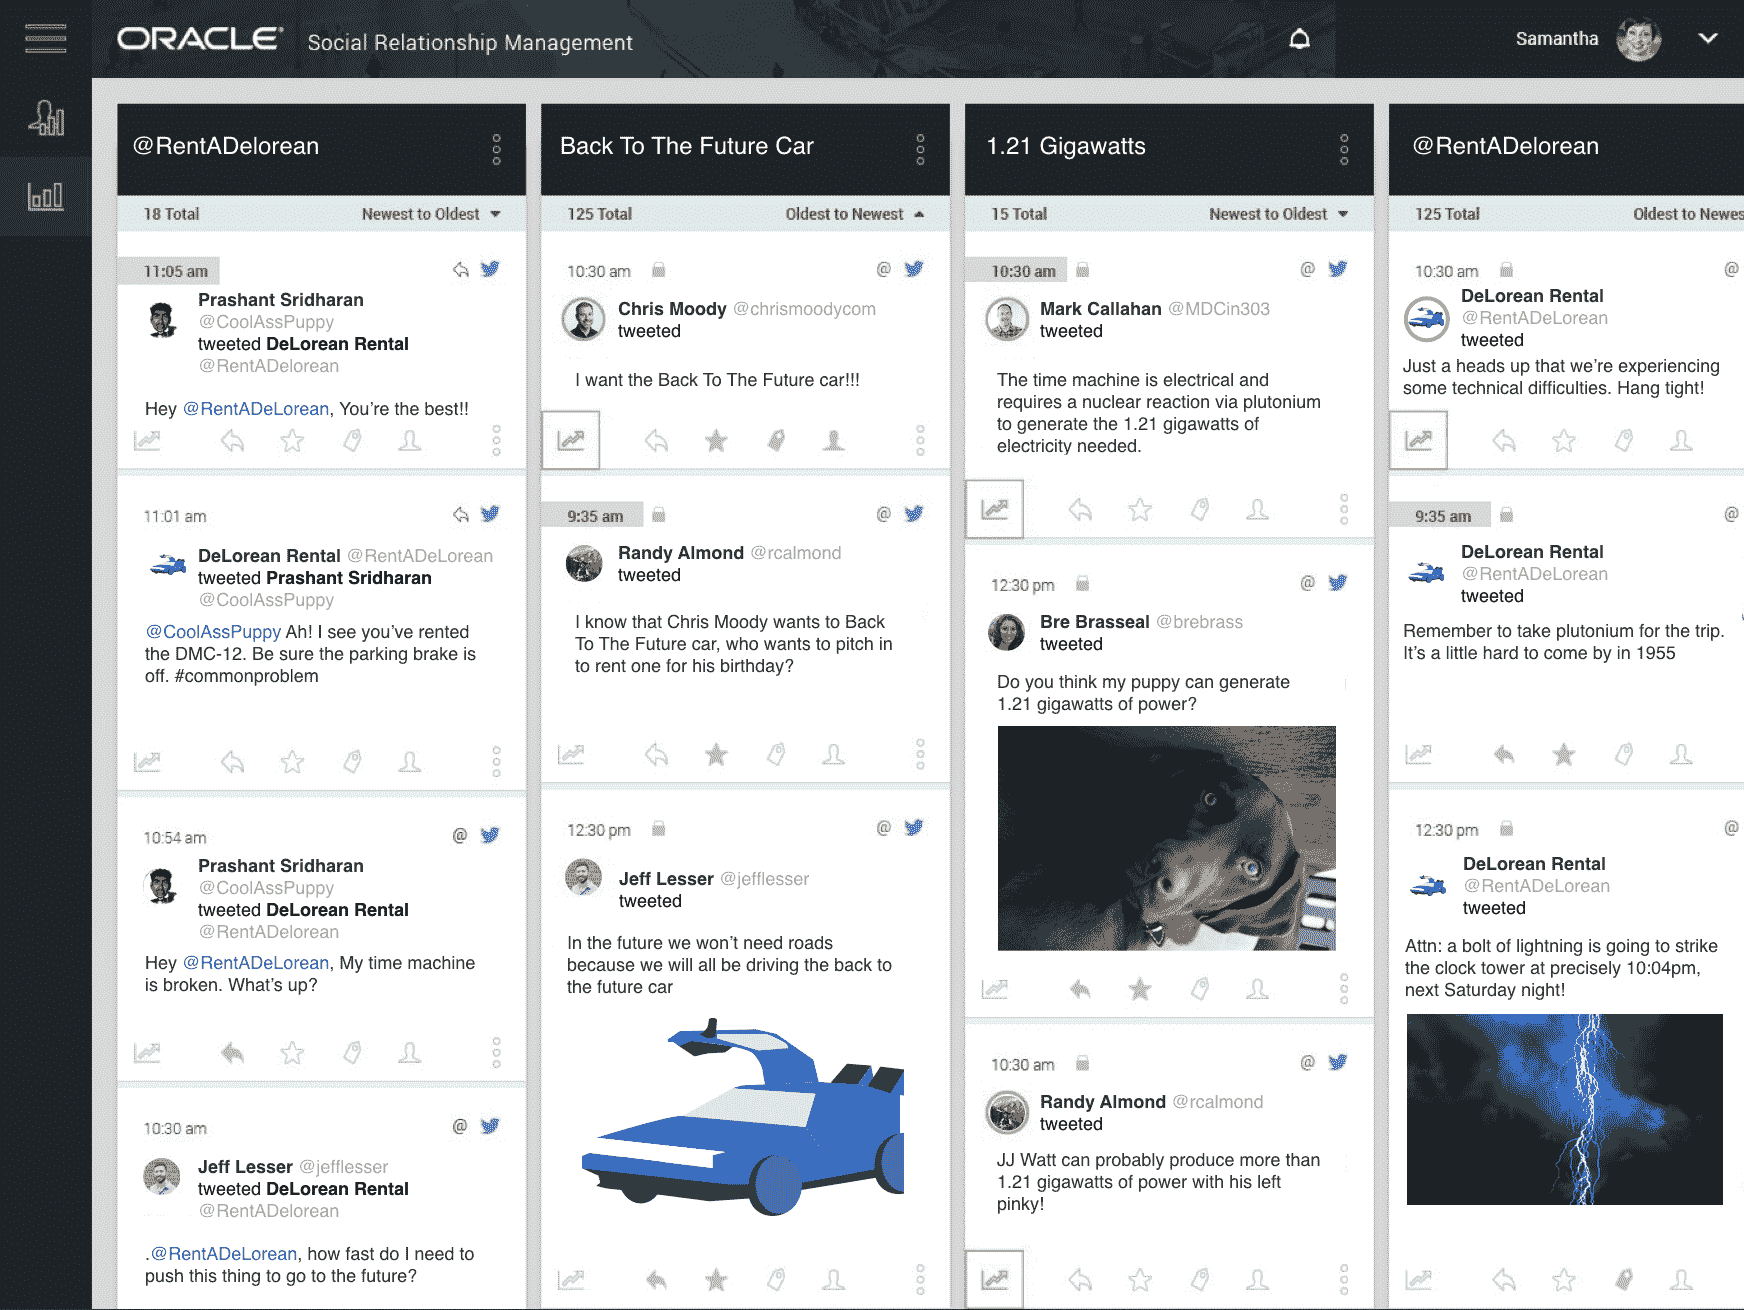 ORACLE Social Relationship Management
Samantha
@RentADelorean
18 Total Newest to Oldest
11:05 am
Prashant Sridharan
@CoolAssPuppy
tweeted DeLorean Rental
@RentADelorean
Hey @RentADeLorean, You're the best!!
11:01 am
DeLorean Rental @RentADeLorean
tweeted Prashant Sridharan
@CoolAssPuppy
@CoolAssPuppy Ah! I see you've rented
the DMC-12. Be sure the parking brake is
off. #commonproblem
10:54 am @
Prashant Sridharan
@CoolAssPuppy
tweeted DeLorean Rental
@RentADelorean
Hey @RentADeLorean, My time machine
is broken. What's up?
10:30 am @
Jeff Lesser @jefflesser
tweeted DeLorean Rental
@RentADelorean
.@RentADeLorean, how fast do I need to
push this thing to go to the future?
Back To The Future Car
125 Total Oldest to Newest
10:30 am @
Chris Moody @chrismoodycom
tweeted
I want the Back To The Future car!!!
9:35 am @
Randy Almond @rcalmond
tweeted
I know that Chris Moody wants to Back
To The Future car, who wants to pitch in
to rent one for his birthday?
12:30 pm @
Jeff Lesser @jefflesser
tweeted
In the future we won't need roads
because we will all be driving the back to
the future car
1.21 Gigawatts
15 Total Newest to Oldest
10:30 am @
Mark Callahan @MDCin303
tweeted
The time machine is electrical and
requires a nuclear reaction via plutonium
to generate the 1.21 gigawatts of
electricity needed.
12:30 pm @
Bre Brasseal @brebrass
tweeted
Do you think my puppy can generate
1.21 gigawatts of power?
10:30 am @
Randy Almond @rcalmond
tweeted
JJ Watt can probably produce more than
1.21 gigawatts of power with his left
pinky!
@RentADelorean
125 Total Oldest to Newes
10:30 am @
DeLorean Rental
@RentADeLorean
tweeted
Just a heads up that we're experiencing
some technical difficulties. Hang tight!
9:35 am @
DeLorean Rental
@RentADeLorean
tweeted
Remember to take plutonium for the trip.
It's a little hard to come by in 1955
12:30 pm @
DeLorean Rental
@RentADeLorean
tweeted
Attn: a bolt of lightning is going to strike
the clock tower at precisely 10:04pm,
next Saturday night!